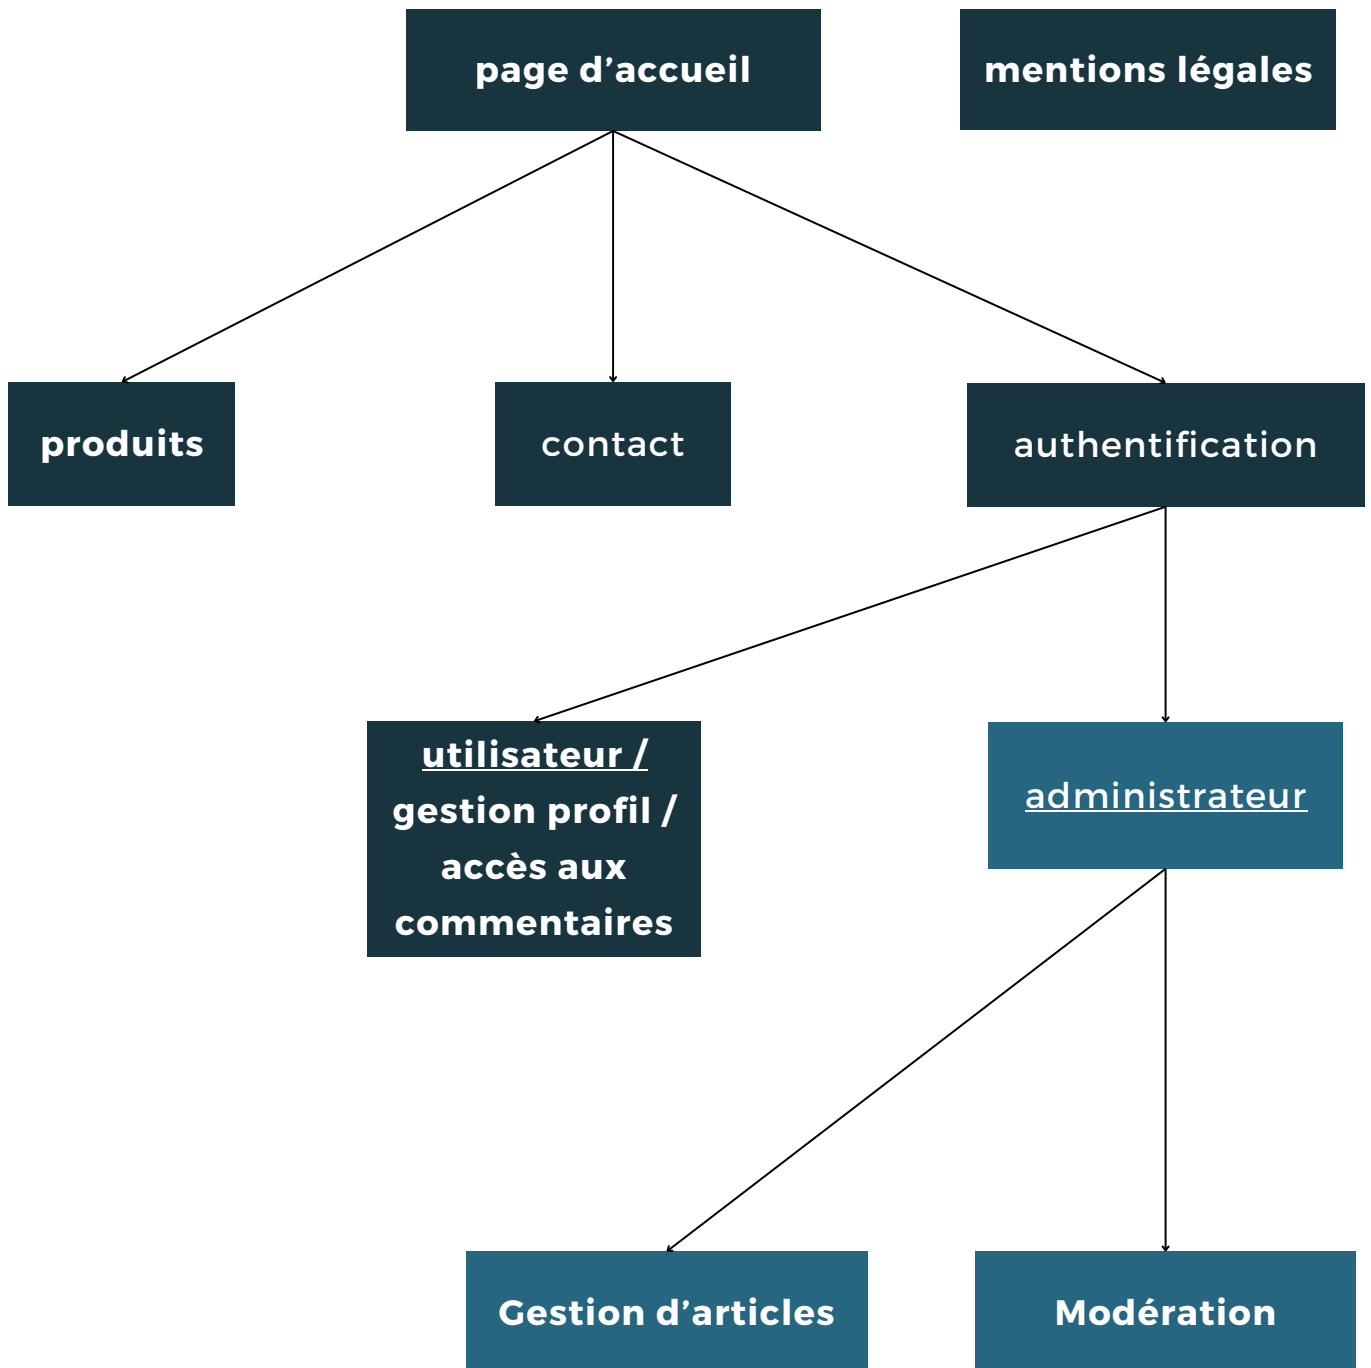 page d’accueil
mentions légales
produits
contact
authentification
utilisateur /
gestion profil /
accès aux
commentaires
administrateur
Gestion d’articles
Modération